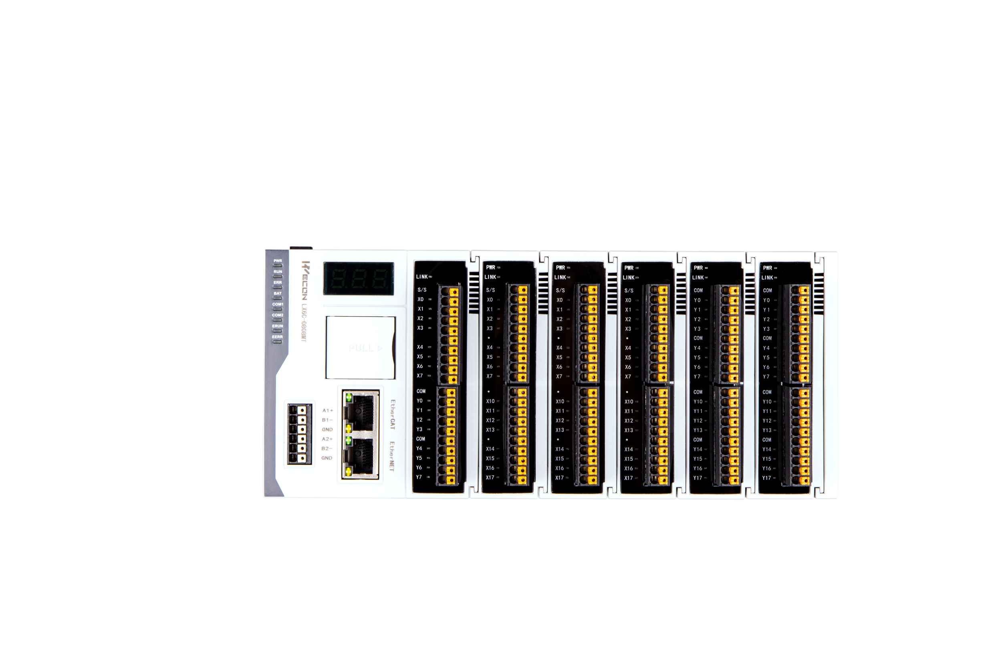 PWR
RUN
ERR
BAT
COM1
COM2
ERUN
EERR
WECON LX6C-0808MT
PULL
A1+
B1-
GND
A2+
B2-
GND
EtherCAT
EtherNET
LINK
S/S
X0
X1
X2
X3
X4
X5
X6
X7
COM
Y0
Y1
Y2
Y3
COM
Y4
Y5
Y6
Y7
PWR
LINK
S/S
X0
X1
X2
X3
X4
X5
X6
X7
X10
X11
X12
X13
X14
X15
X16
X17
PWR
LINK
S/S
X0
X1
X2
X3
X4
X5
X6
X7
X10
X11
X12
X13
X14
X15
X16
X17
PWR
LINK
S/S
X0
X1
X2
X3
X4
X5
X6
X7
X10
X11
X12
X13
X14
X15
X16
X17
PWR
LINK
COM
Y0
Y1
Y2
Y3
COM
Y4
Y5
Y6
Y7
COM
Y10
Y11
Y12
Y13
COM
Y14
Y15
Y16
Y17
PWR
LINK
COM
Y0
Y1
Y2
Y3
COM
Y4
Y5
Y6
Y7
COM
Y10
Y11
Y12
Y13
COM
Y14
Y15
Y16
Y17